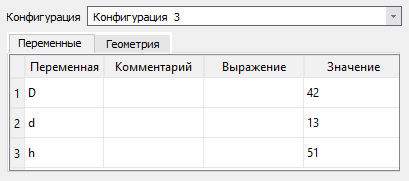 Конфигурация Конфигурация 3
Переменные Геометрия
Переменная Комментарий Выражение Значение
1 D 42
2 d 13
3 h 51